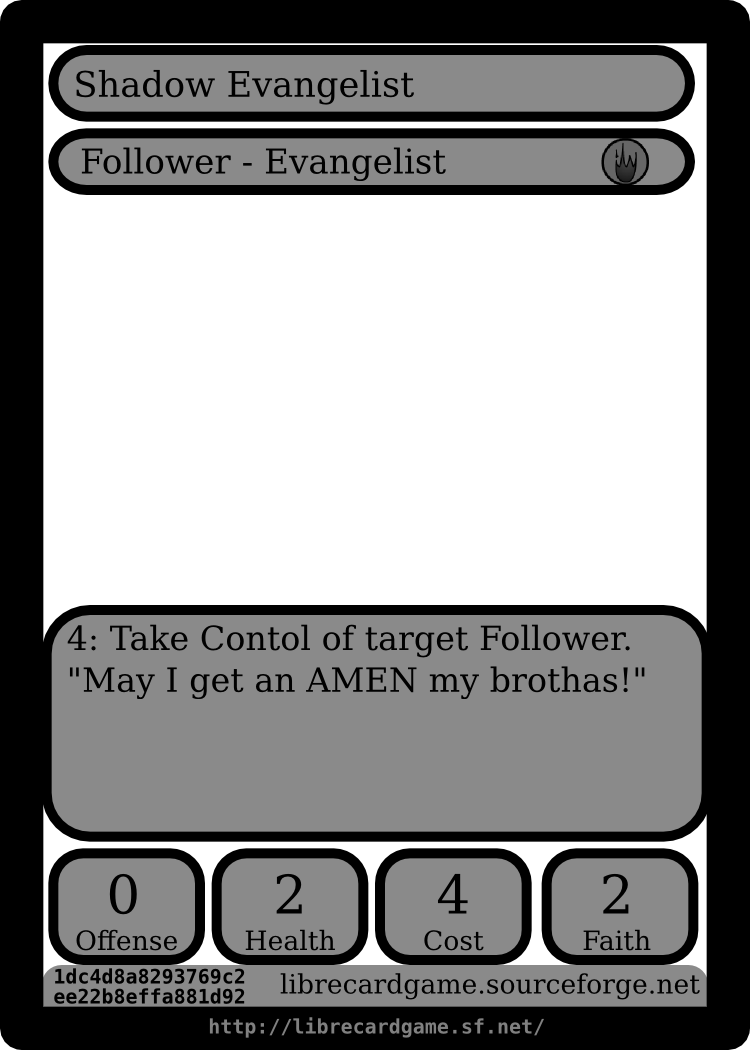 Shadow Evangelist
Follower - Evangelist
4: Take Contol of target Follower.
"May I get an AMEN my brothas!"
0 2 4 2
Offense Health Cost Faith
1dc4d8a8293769c2
ee22b8effa881d92
librecardgame.sourceforge.net
http://librecardgame.sf.net/